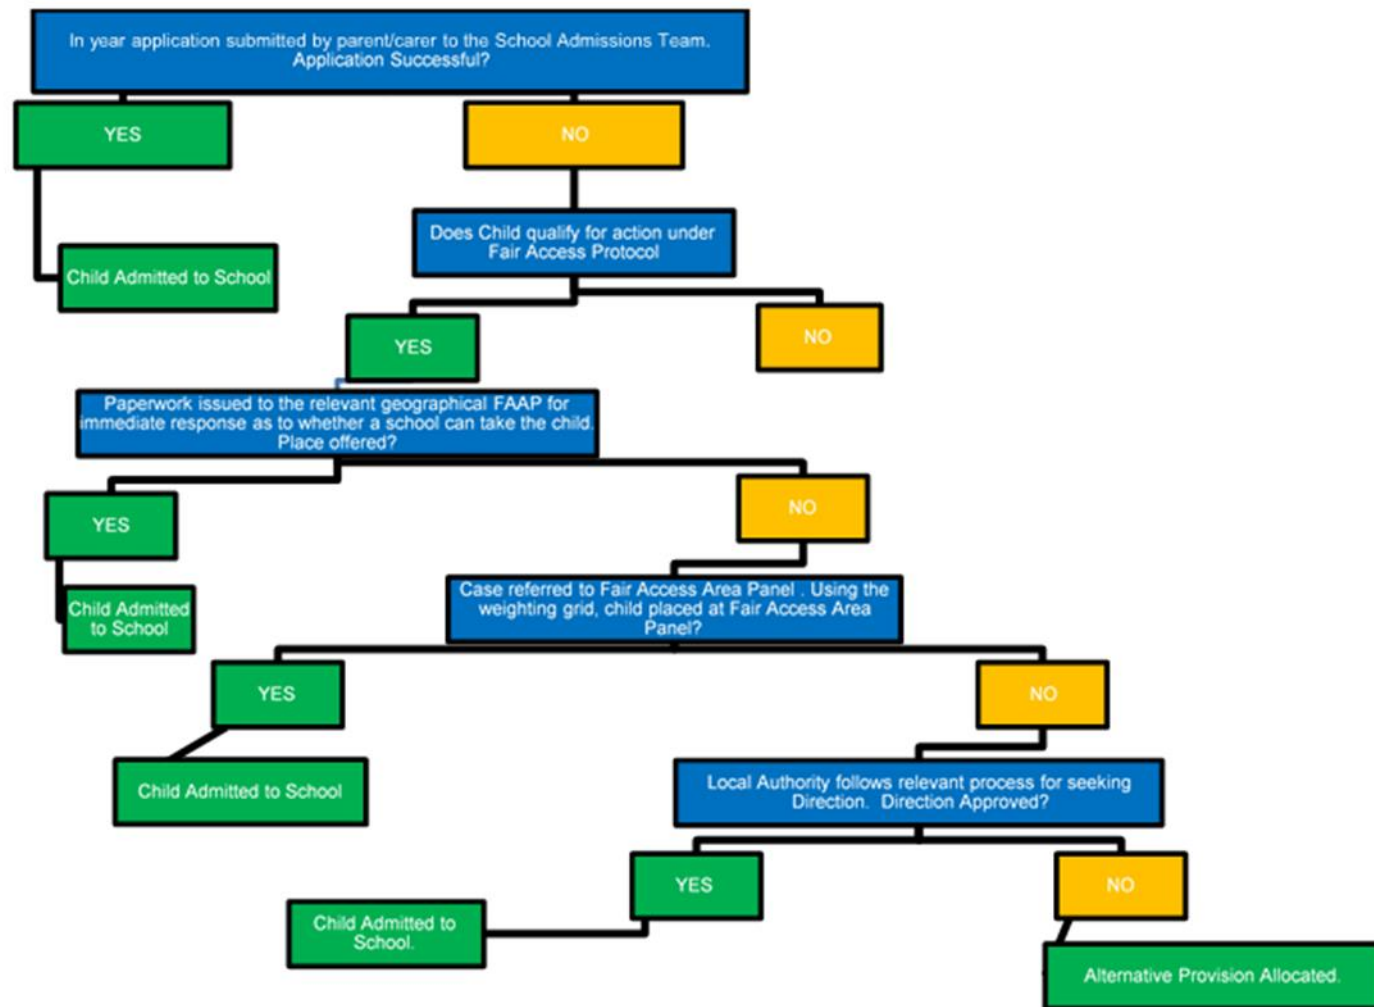 In year application submitted by parent/carer to the School Admissions Team.
Application Successful?
YES
NO
Does Child qualify for action under
Fair Access Protocol
Child Admitted to School
YES
NO
Paperwork issued to the relevant geographical FAAP for
immediate response as to whether a school can take the child.
Place offered?
YES
NO
Child Admitted
to School
Case referred to Fair Access Area Panel . Using the
weighting grid, child placed at Fair Access Area
Panel?
YES
NO
Child Admitted to School
Local Authority follows relevant process for seeking
Direction.  Direction Approved?
YES
NO
Child Admitted to
School.
Alternative Provision Allocated.